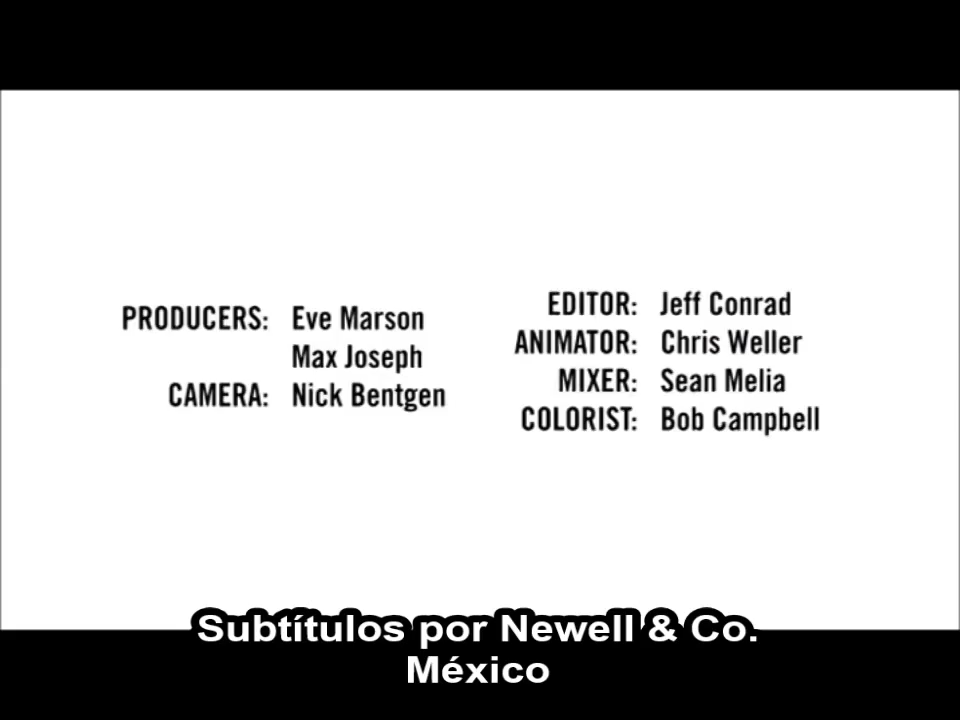 PRODUCERS: Eve Marson
Max Joseph
CAMERA: Nick Bentgen
EDITOR: Jeff Conrad
ANIMATOR: Chris Weller
MIXER: Sean Melia
COLORIST: Bob Campbell
Subtítulos por Newell & Co.
México